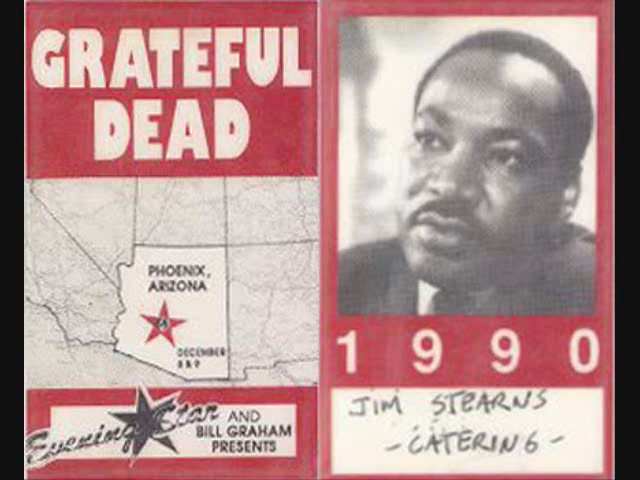 GRATEFUL
DEAD
PHOENIX,
ARIZONA
DECEMBER
8 & 9
Evening Star AND
BILL GRAHAM
PRESENTS
1990
JIM STEARNS
- CATERING -